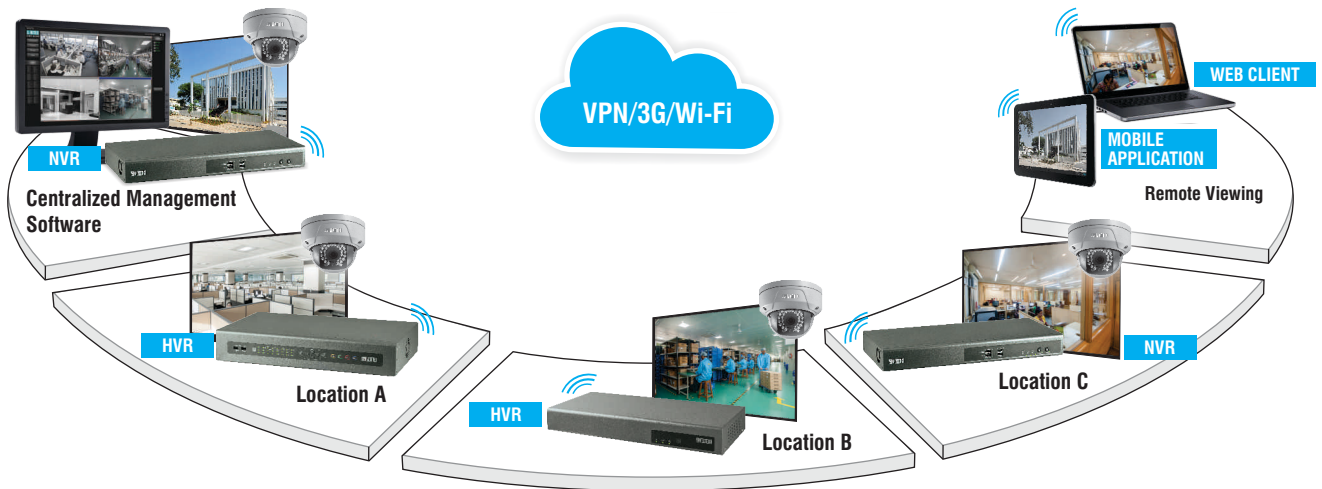 VPN/3G/Wi-Fi
WEB CLIENT
MOBILE
APPLICATION
Remote Viewing
NVR
Centralized Management
Software
HVR
Location A
HVR
Location B
NVR
Location C